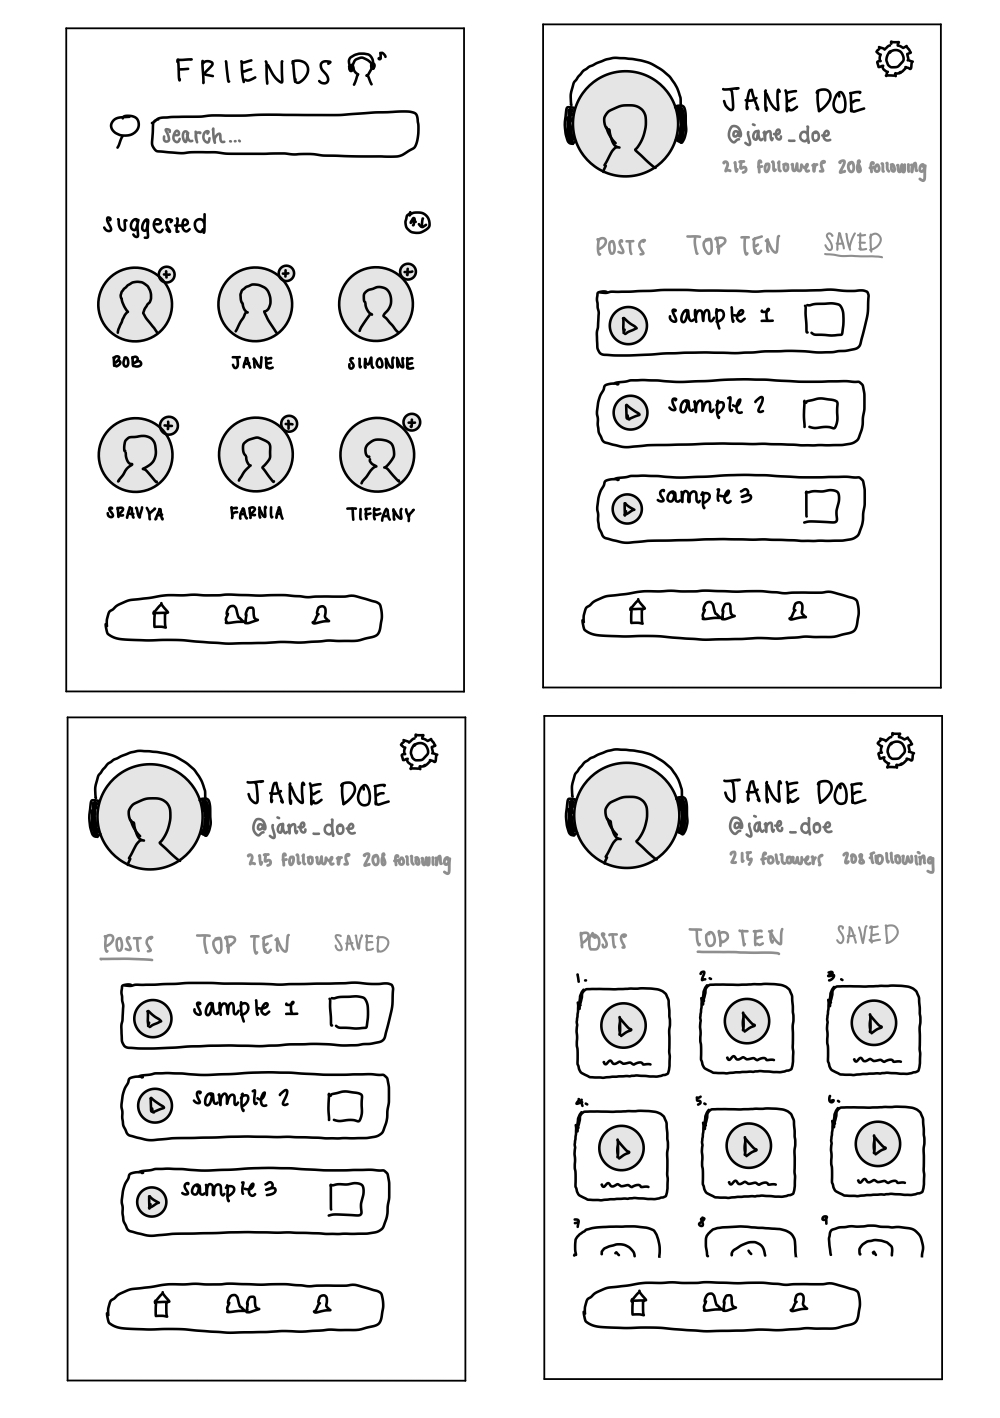 FRIENDS
search...
suggested
BOB JANE SIMONNE
SRAVYA FARNIA TIFFANY
JANE DOE
@jane_doe
215 followers 206 following
POSTS TOP TEN SAVED
sample 1
sample 2
sample 3
JANE DOE
@jane_doe
215 followers 206 following
POSTS TOP TEN SAVED
sample 1
sample 2
sample 3
JANE DOE
@jane_doe
215 followers 208 following
POSTS TOP TEN SAVED
1. 2. 3.
4. 5. 6.
7 8 9